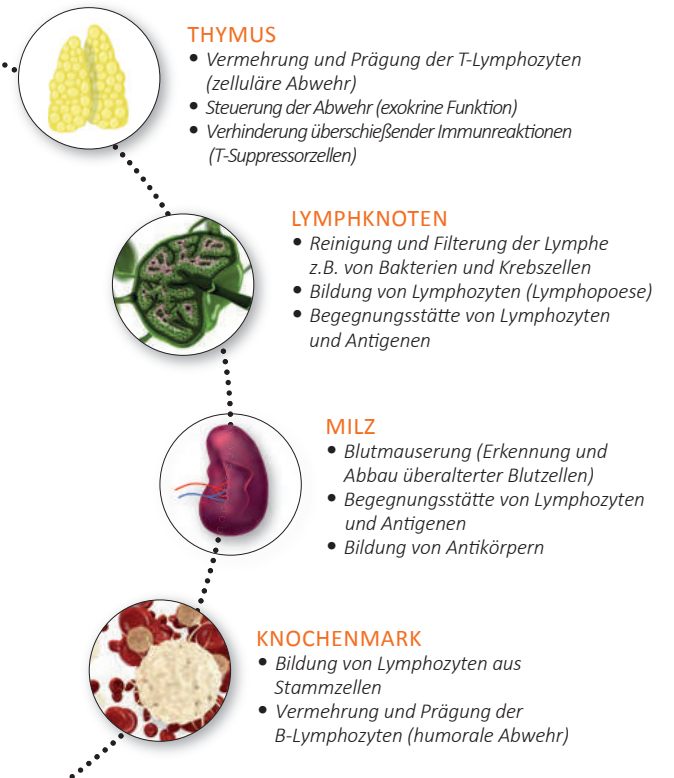 THYMUS
• Vermehrung und Prägung der T-Lymphozyten
(zelluläre Abwehr)
• Steuerung der Abwehr (exokrine Funktion)
• Verhinderung überschießender Immunreaktionen
(T-Suppressorzellen)
LYMPHKNOTEN
• Reinigung und Filterung der Lymphe
z.B. von Bakterien und Krebszellen
• Bildung von Lymphozyten (Lymphopoese)
• Begegnungsstätte von Lymphozyten
und Antigenen
MILZ
• Blutmauserung (Erkennung und
Abbau überalterter Blutzellen)
• Begegnungsstätte von Lymphozyten
und Antigenen
• Bildung von Antikörpern
KNOCHENMARK
• Bildung von Lymphozyten aus
Stammzellen
• Vermehrung und Prägung der
B-Lymphozyten (humorale Abwehr)